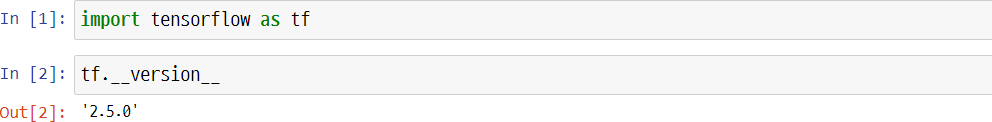 In [1]: import tensorflow as tf
In [2]: tf.__version__
Out[2]: '2.5.0'